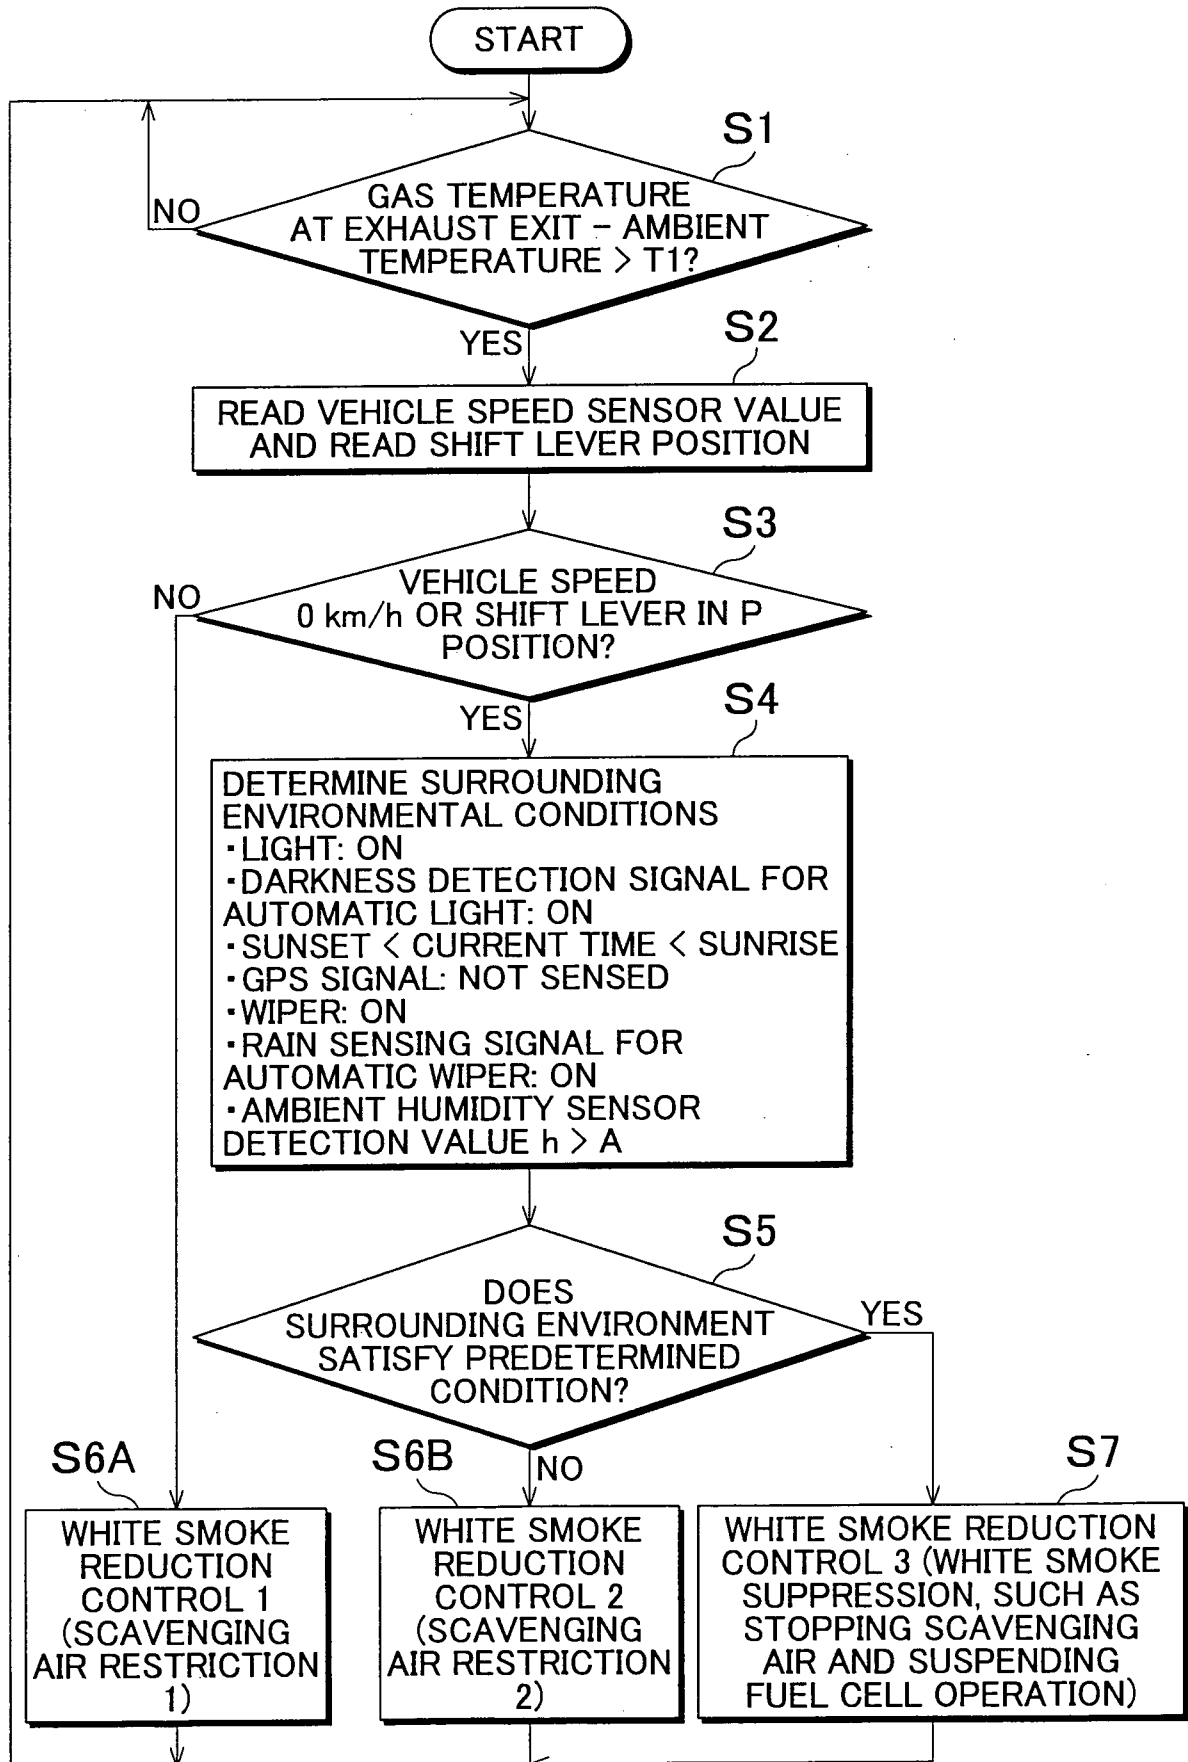 START
S1
GAS TEMPERATURE
AT EXHAUST EXIT – AMBIENT
TEMPERATURE > T1?
NO
YES
S2
READ VEHICLE SPEED SENSOR VALUE
AND READ SHIFT LEVER POSITION
S3
VEHICLE SPEED
0 km/h OR SHIFT LEVER IN P
POSITION?
NO
YES
S4
DETERMINE SURROUNDING
ENVIRONMENTAL CONDITIONS
·LIGHT: ON
·DARKNESS DETECTION SIGNAL FOR
AUTOMATIC LIGHT: ON
·SUNSET < CURRENT TIME < SUNRISE
·GPS SIGNAL: NOT SENSED
·WIPER: ON
·RAIN SENSING SIGNAL FOR
AUTOMATIC WIPER: ON
·AMBIENT HUMIDITY SENSOR
DETECTION VALUE h > A
S5
DOES
SURROUNDING ENVIRONMENT
SATISFY PREDETERMINED
CONDITION?
YES
NO
S6A
WHITE SMOKE
REDUCTION
CONTROL 1
(SCAVENGING
AIR RESTRICTION
1)
S6B
WHITE SMOKE
REDUCTION
CONTROL 2
(SCAVENGING
AIR RESTRICTION
2)
S7
WHITE SMOKE REDUCTION
CONTROL 3 (WHITE SMOKE
SUPPRESSION, SUCH AS
STOPPING SCAVENGING
AIR AND SUSPENDING
FUEL CELL OPERATION)